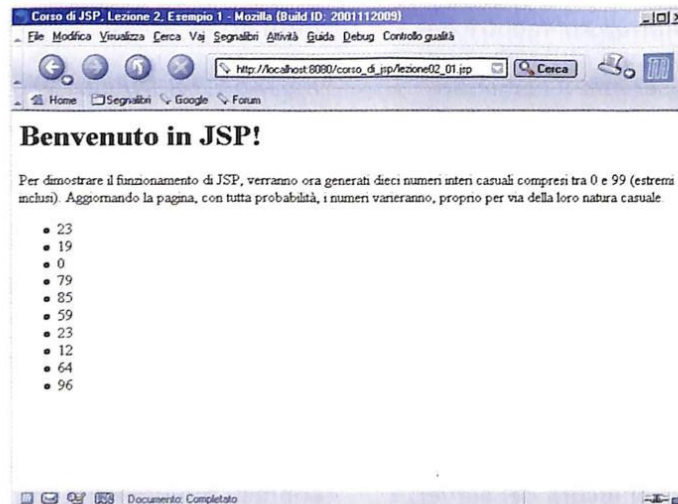 Corso di JSP, Lezione 2, Esempio 1 - Mozilla {Build ID: 2001112009}
File Modifica Visualizza Cerca Vai Segnalibri Attività Guida Debug Controllo qualità
http://localhost:8080/corso_di_jsp/lezione02_01.jsp Cerca
Home Segnalibri Google Forum
Benvenuto in JSP!
Per dimostrare il funzionamento di JSP, verranno ora generati dieci numeri interi casuali compresi tra 0 e 99 (estremi
inclusi). Aggiornando la pagina, con tutta probabilità, i numeri varieranno, proprio per via della loro natura casuale.
23
19
0
79
85
59
23
12
64
96
Documento: Completato